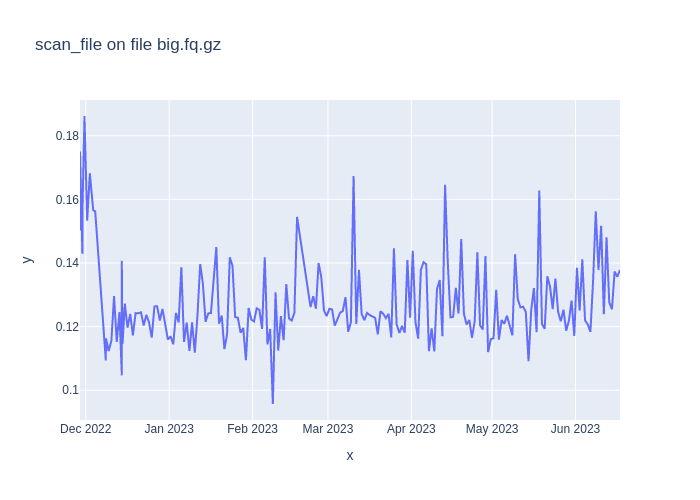 scan_file on file big.fq.gz
0.18
0.16
0.14
0.12
0.1
y
Dec 2022 Jan 2023 Feb 2023 Mar 2023 Apr 2023 May 2023 Jun 2023
x